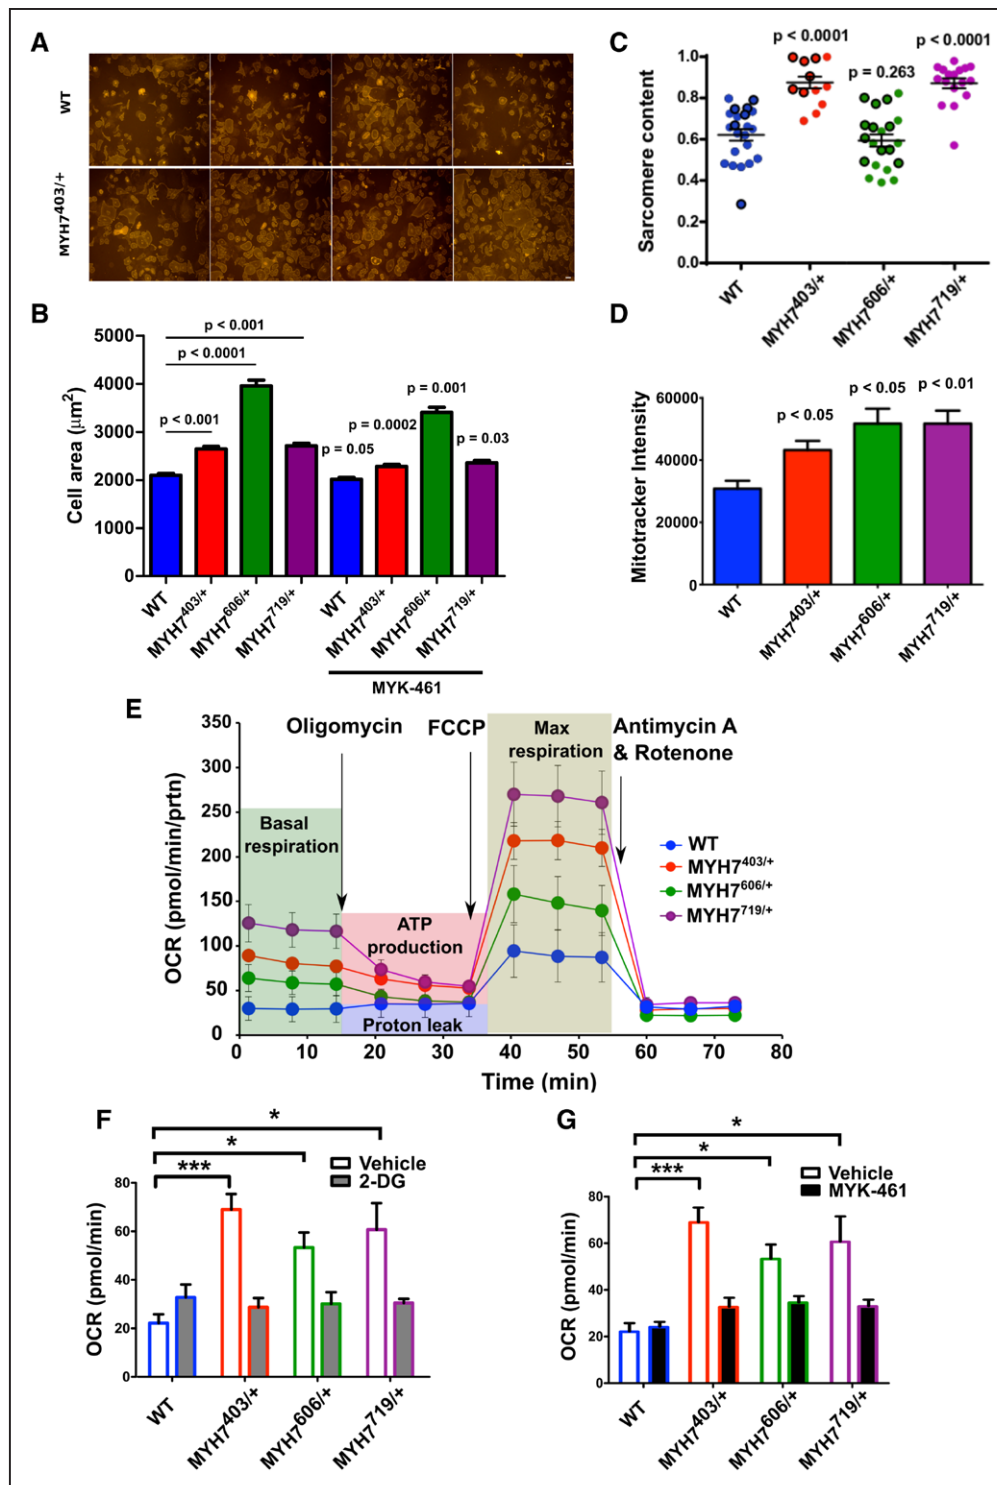 A
WT
MYH7403/+
B
Cell area (μm2)
5000
4000
3000
2000
1000
0
p < 0.001
p < 0.0001
p < 0.001
p = 0.05
p = 0.0002
p = 0.001
p = 0.03
WT
MYH7403/+
MYH7606/+
MYH7719/+
WT
MYH7403/+
MYH7606/+
MYH7719/+
MYK-461
C
Sarcomere content
1.0
0.8
0.6
0.4
0.2
0.0
p < 0.0001
p = 0.263
p < 0.0001
WT
MYH7403/+
MYH7606/+
MYH7719/+
D
Mitotracker Intensity
60000
40000
20000
0
p < 0.05
p < 0.05
p < 0.01
WT
MYH7403/+
MYH7606/+
MYH7719/+
E
OCR (pmol/min/prtn)
350
300
250
200
150
100
50
0
Oligomycin
FCCP
Max
respiration
Antimycin A
& Rotenone
Basal
respiration
ATP
production
Proton leak
WT
MYH7403/+
MYH7606/+
MYH7719/+
0 10 20 30 40 50 60 70 80
Time (min)
F
OCR (pmol/min)
80
60
40
20
0
*
*
***
Vehicle
2-DG
WT
MYH7403/+
MYH7606/+
MYH7719/+
G
OCR (pmol/min)
80
60
40
20
0
*
*
***
Vehicle
MYK-461
WT
MYH7403/+
MYH7606/+
MYH7719/+